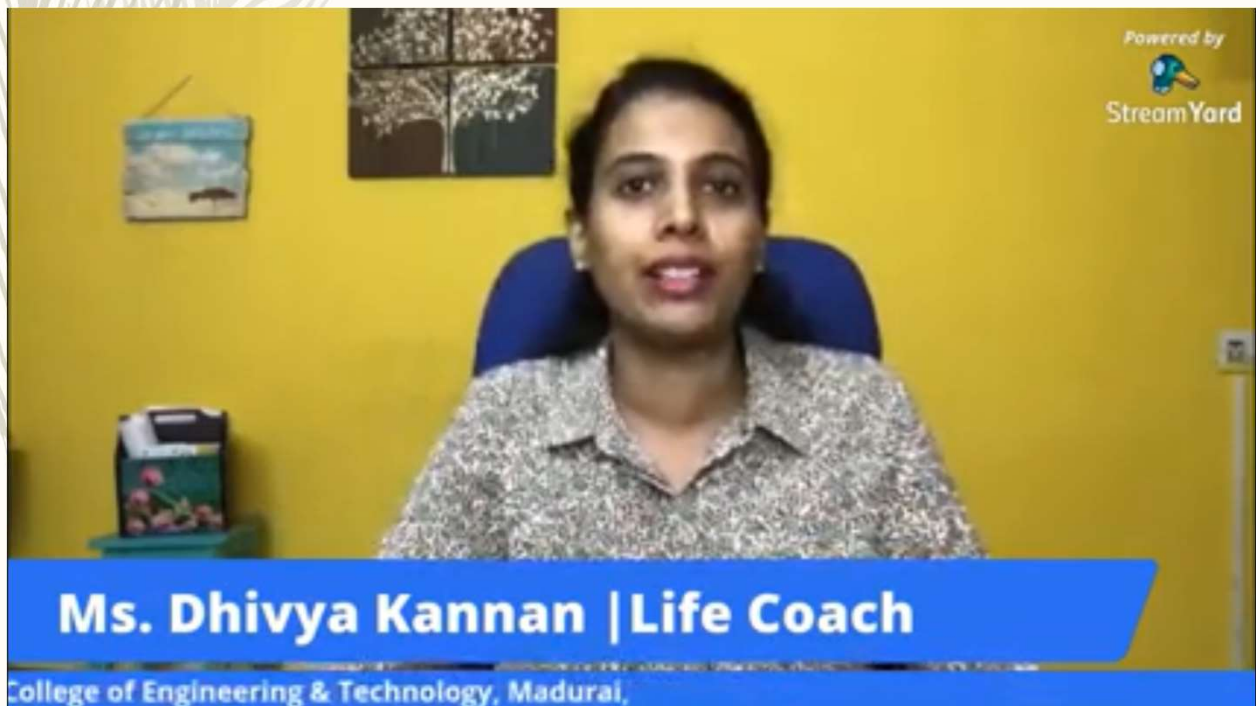 Powered by
StreamYard
Ms. Dhivya Kannan |Life Coach
College of Engineering & Technology, Madurai,